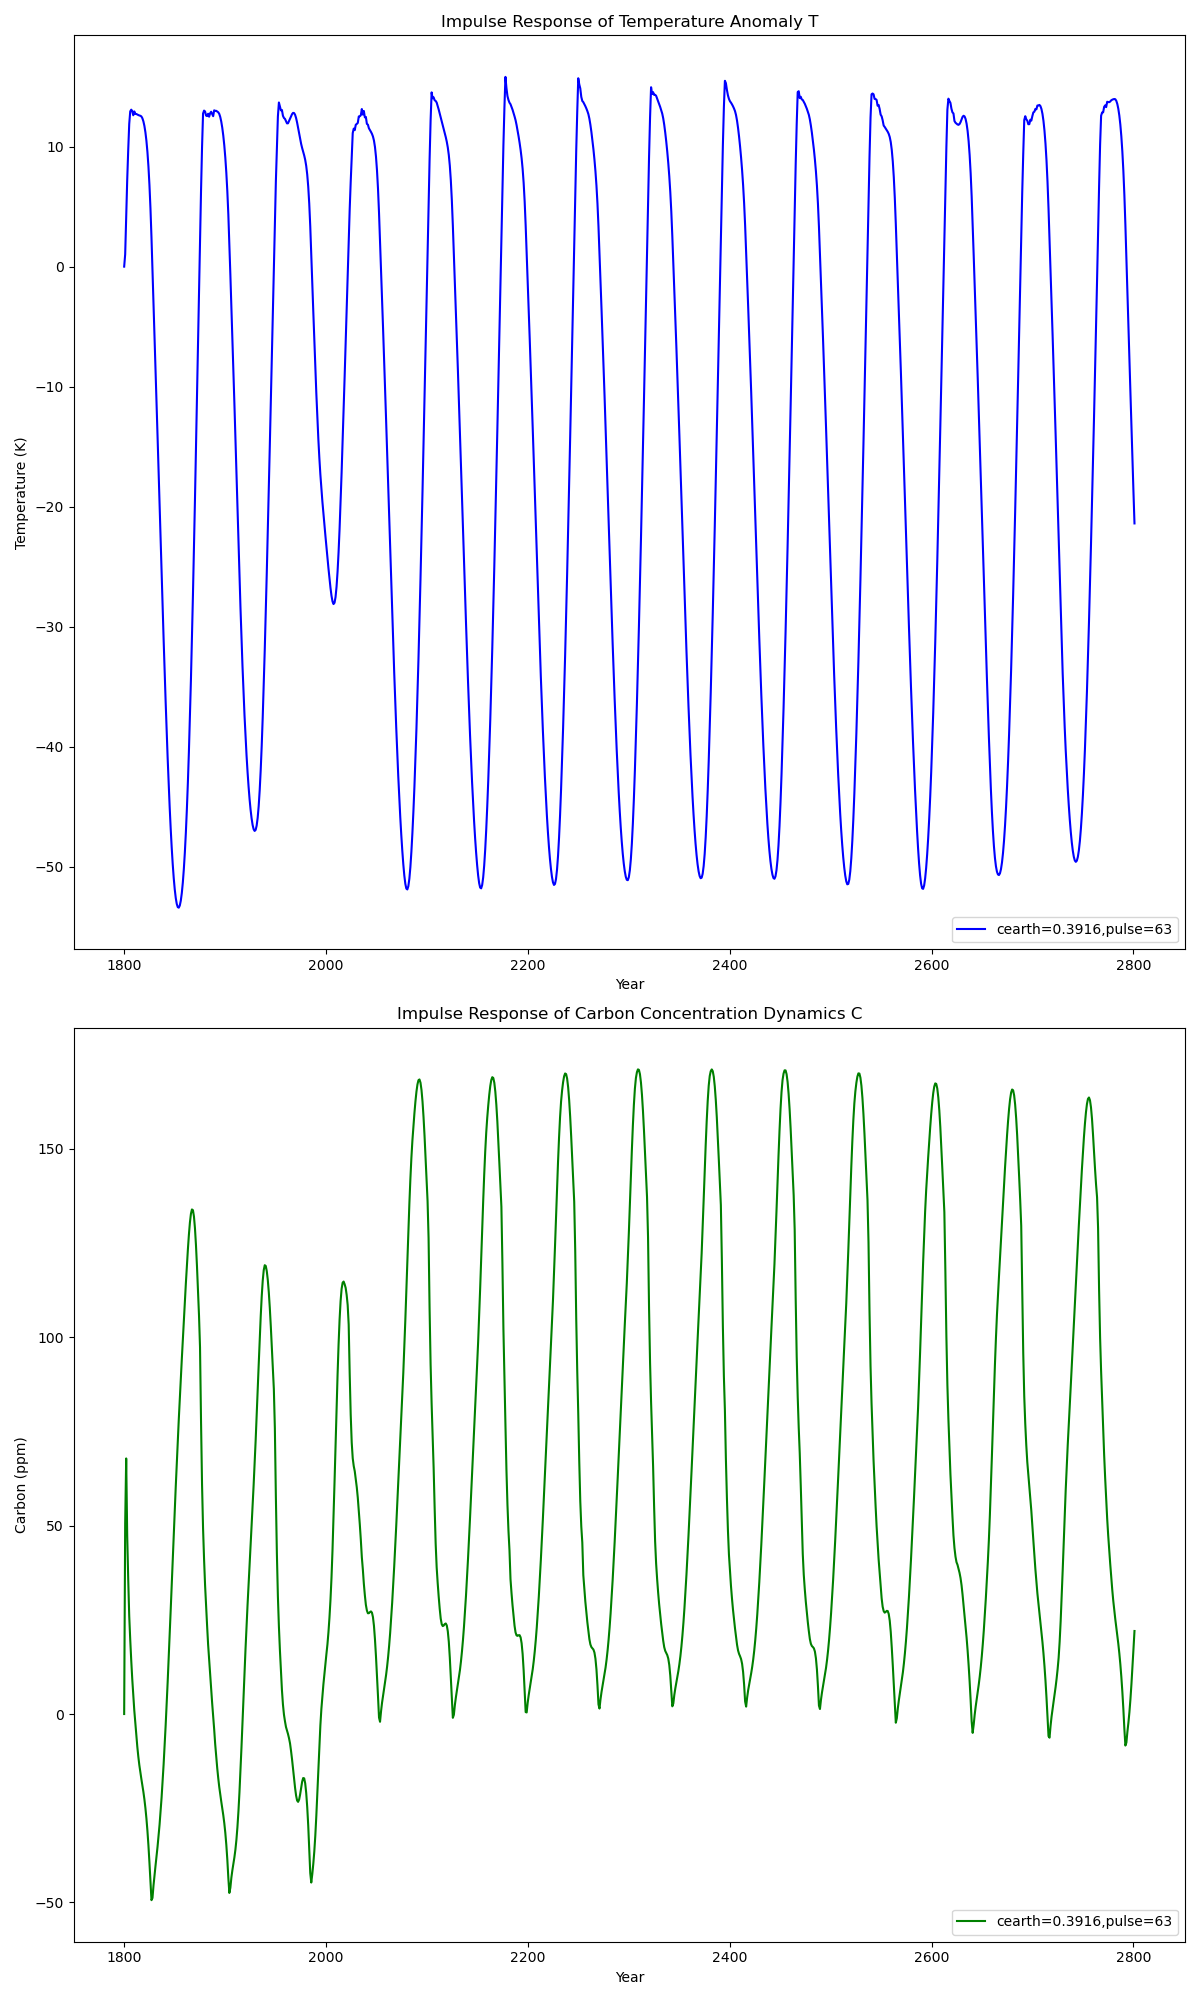 Impulse Response of Temperature Anomaly T
Temperature (K)
10
0
−10
−20
−30
−40
−50
1800 2000 2200 2400 2600 2800
Year
cearth=0.3916,pulse=63
Impulse Response of Carbon Concentration Dynamics C
Carbon (ppm)
150
100
50
0
−50
1800 2000 2200 2400 2600 2800
Year
cearth=0.3916,pulse=63